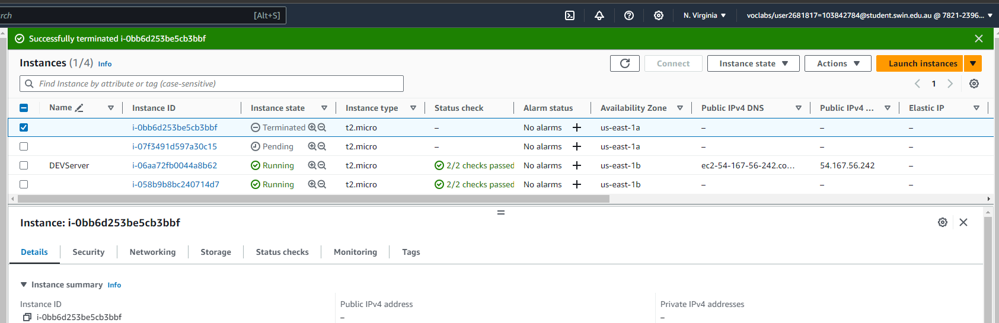 rch [Alt+S] N. Virginia voclabs/user2681817=103842784@student.swin.edu.au @ 7821-2396...
Successfully terminated i-0bb6d253be5cb3bbf
Instances (1/4) Info Connect Instance state Actions Launch instances
Find Instance by attribute or tag (case-sensitive) 1
Name Instance ID Instance state Instance type Status check Alarm status Availability Zone Public IPv4 DNS Public IPv4 ... Elastic IP
i-0bb6d253be5cb3bbf Terminated t2.micro – No alarms us-east-1a – – –
i-07f3491d597a30c15 Pending t2.micro – No alarms us-east-1a – – –
DEVServer i-06aa72fb0044a8b62 Running t2.micro 2/2 checks passed No alarms us-east-1b ec2-54-167-56-242.co... 54.167.56.242 –
i-058b9b8bc240714d7 Running t2.micro 2/2 checks passed No alarms us-east-1b – – –
Instance: i-0bb6d253be5cb3bbf
Details Security Networking Storage Status checks Monitoring Tags
Instance summary Info
Instance ID Public IPv4 address Private IPv4 addresses
i-0bb6d253be5cb3bbf – –